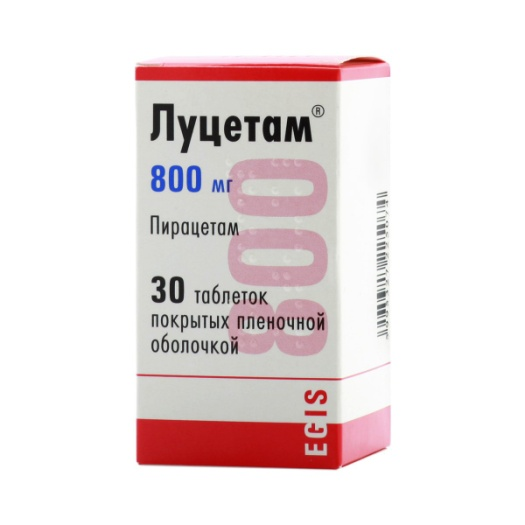 Луцетам®
800 мг
Пирацетам
30 таблеток
покрытых пленочной
оболочкой
800
EGIS